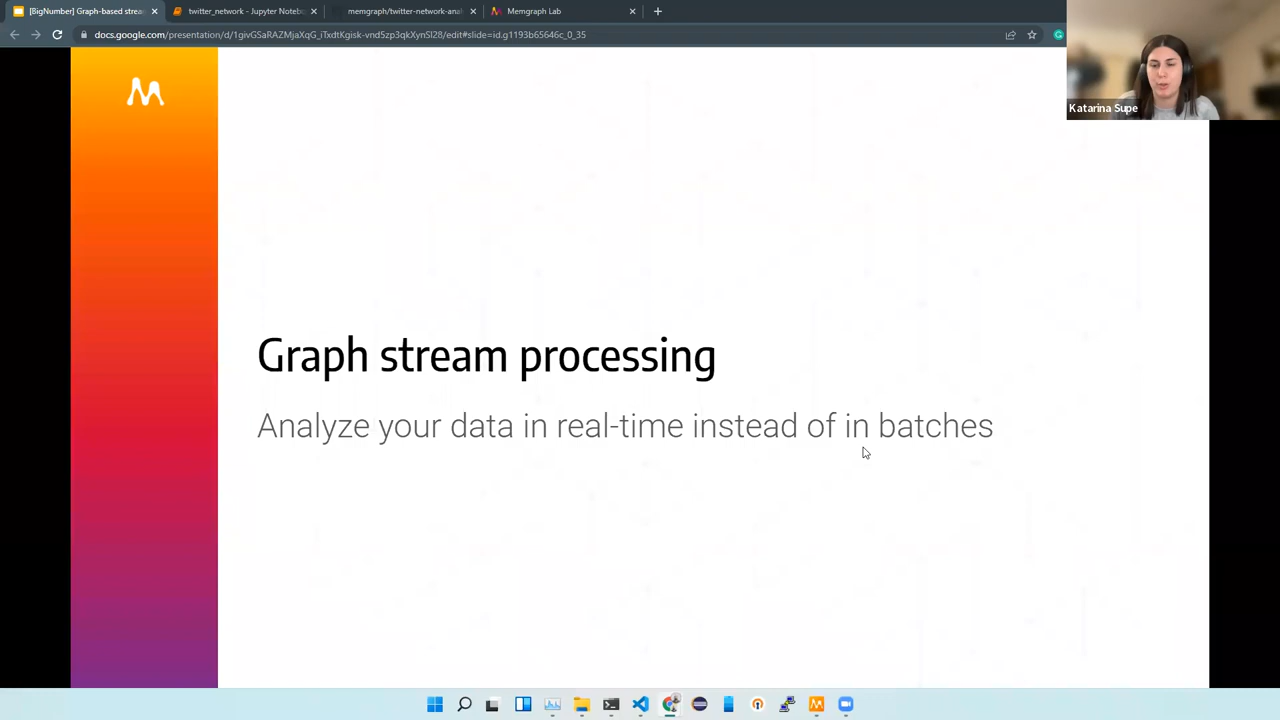 [BigNumber] Graph-based strea
twitter_network - Jupyter Notebo
memgraph/twitter-network-anal
Memgraph Lab
docs.google.com/presentation/d/1givGSaRAZMjaXqG_iTxdtKgisk-vnd5zp3qkXynSI28/edit#slide=id.g1193b65646c_0_35
Katarina Supe
Graph stream processing
Analyze your data in real-time instead of in batches